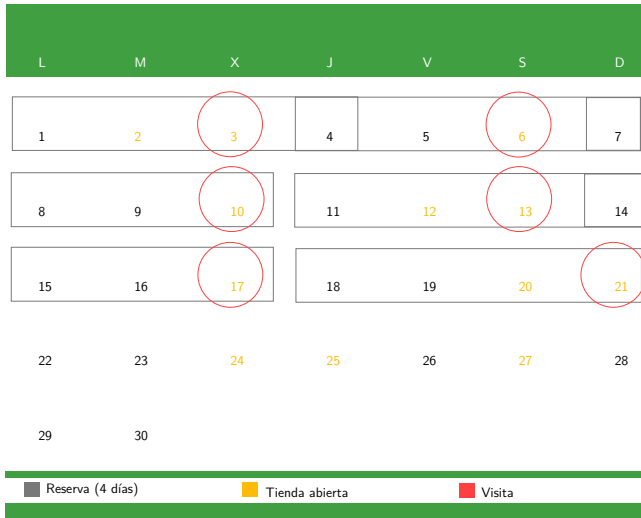 L M X J V S D
1 2 3 4 5 6 7
8 9 10 11 12 13 14
15 16 17 18 19 20 21
22 23 24 25 26 27 28
29 30
Reserva (4 días) Tienda abierta Visita